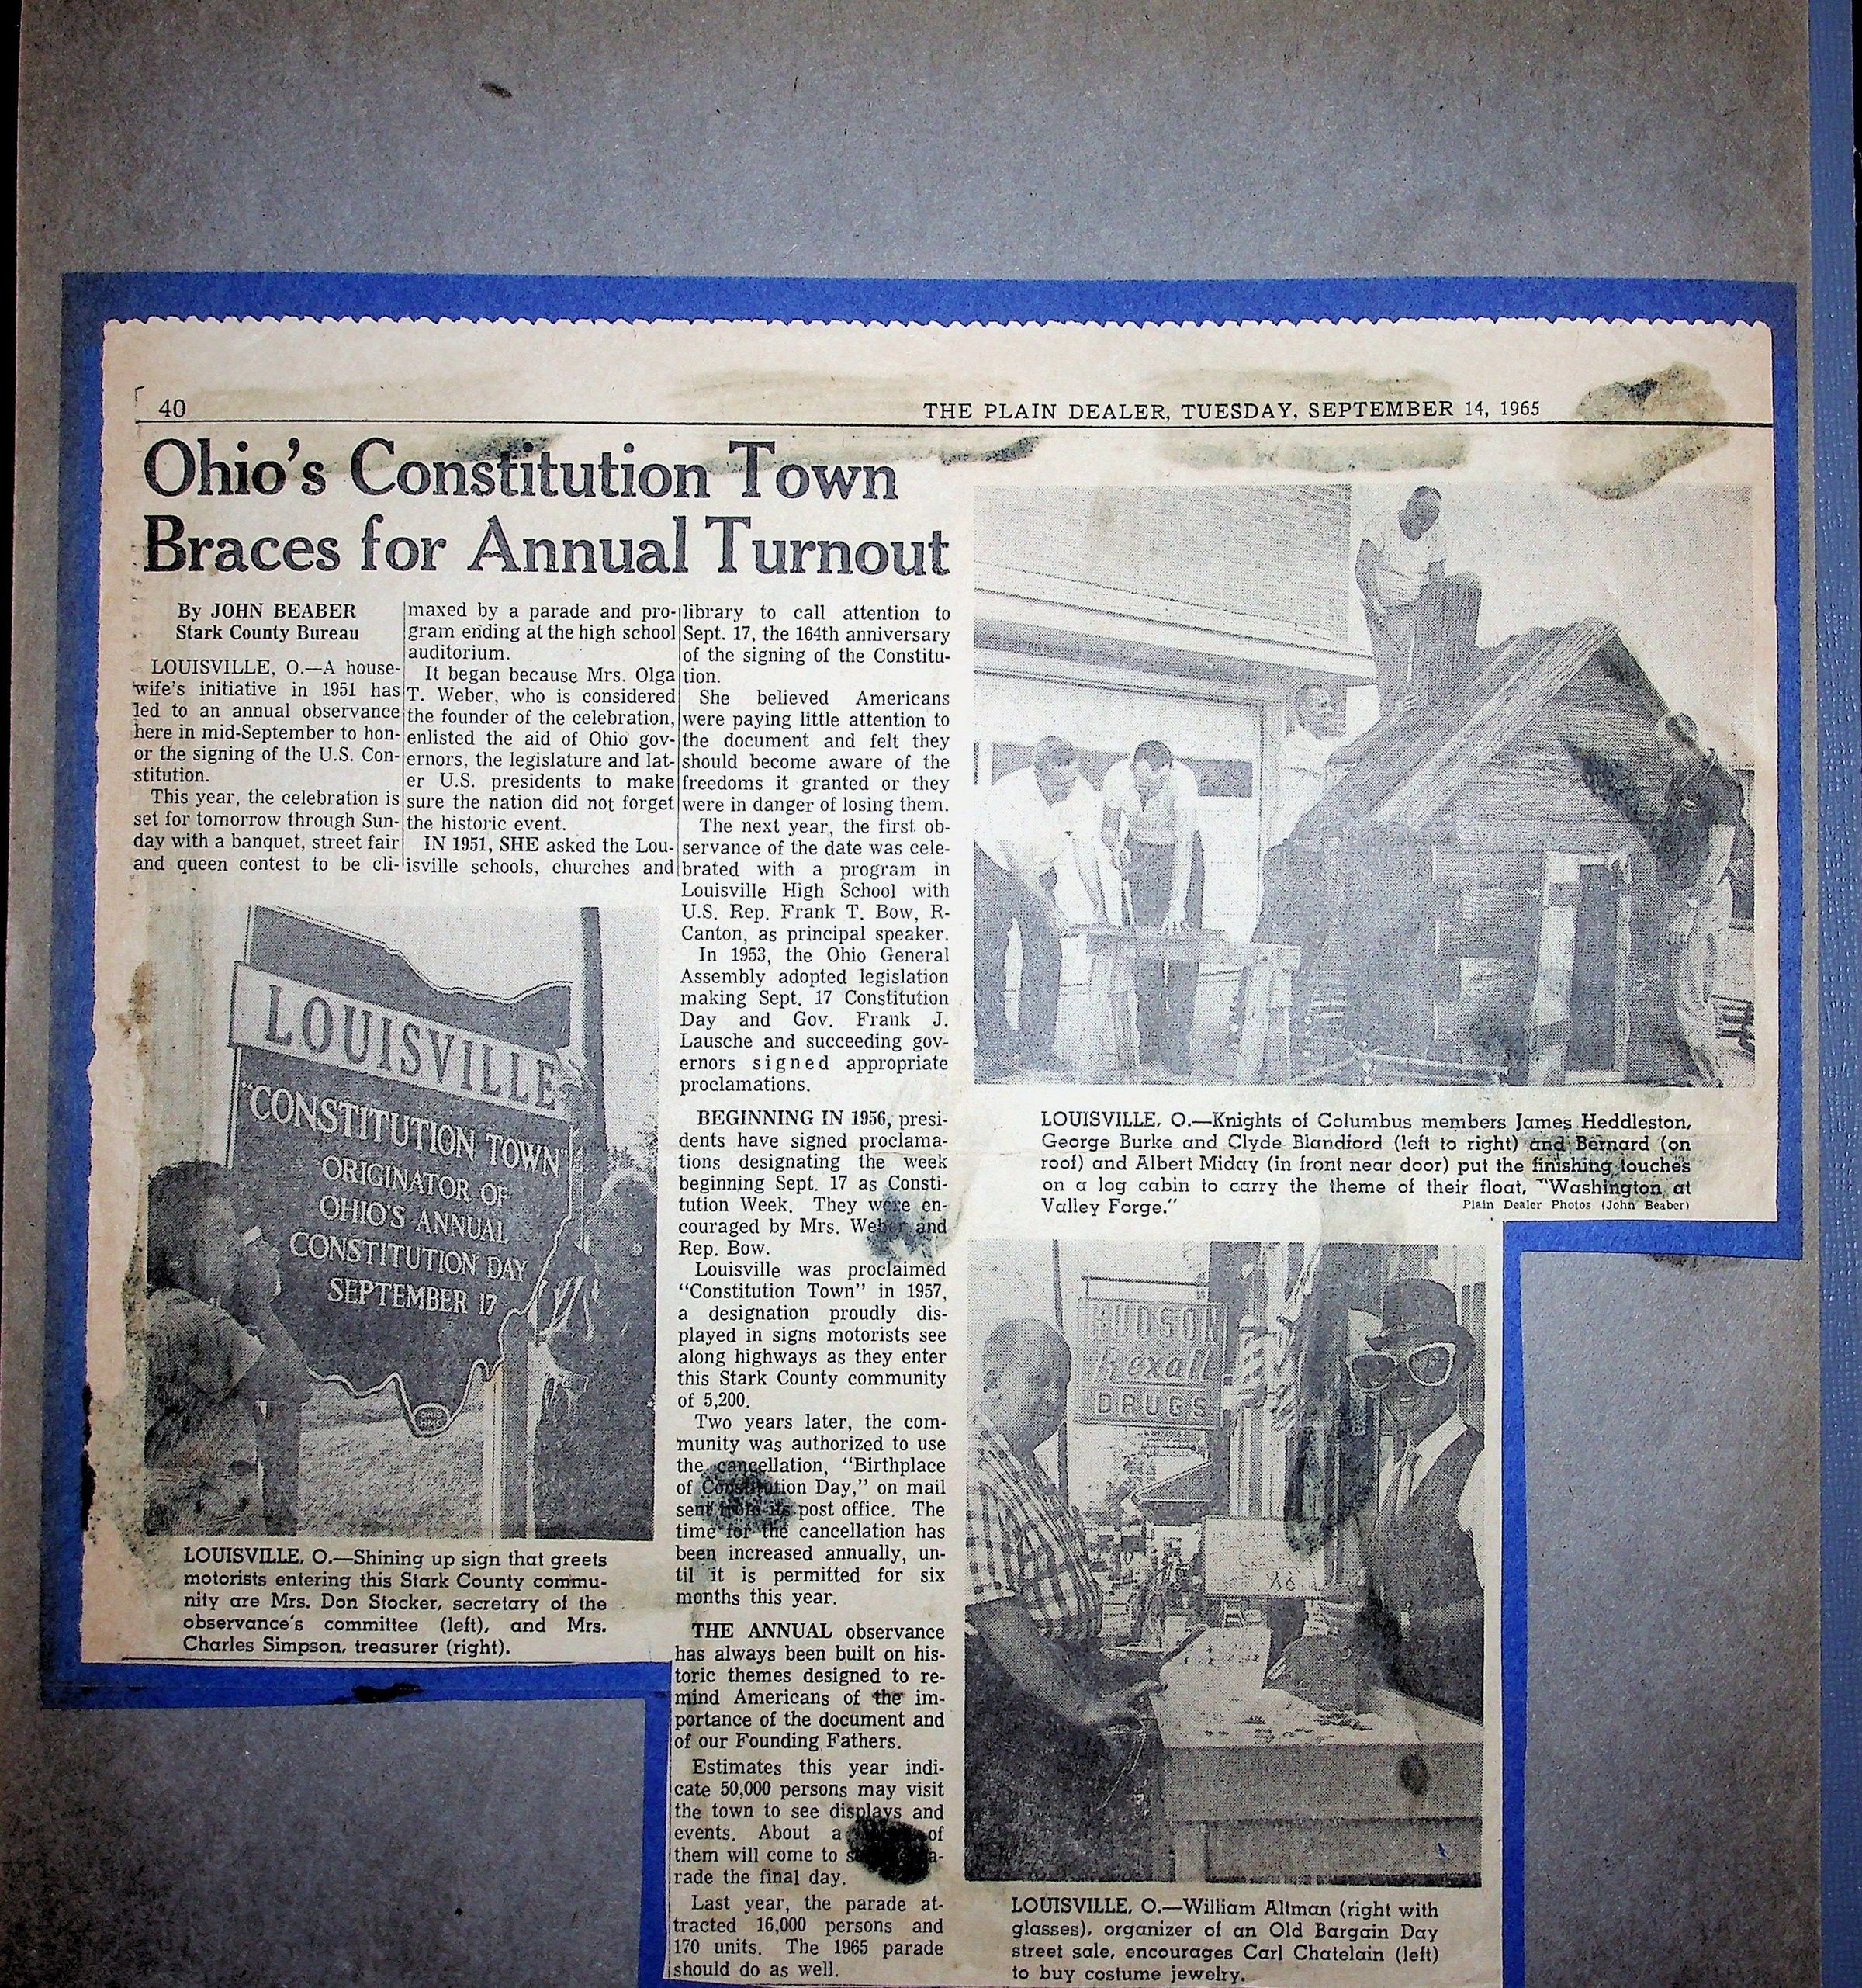 40
THE PLAIN DEALER, TUESDAY, SEPTEMBER 14, 1965
Ohio's Constitution Town
Braces for Annual Turnout
By JOHN BEABER
Stark County Bureau
LOUISVILLE, O.—A house-
wife's initiative in 1951 has
led to an annual observance
here in mid-September to hon-
or the signing of the U.S. Con-
stitution.
This year, the celebration is
set for tomorrow through Sun-
day with a banquet, street fair
and queen contest to be cli-
maxed by a parade and pro-
gram ending at the high school
auditorium.
It began because Mrs. Olga
T. Weber, who is considered
the founder of the celebration,
enlisted the aid of Ohio gov-
ernors, the legislature and lat-
er U.S. presidents to make
sure the nation did not forget
the historic event.
IN 1951, SHE asked the Lou-
isville schools, churches and
library to call attention to
Sept. 17, the 164th anniversary
of the signing of the Constitu-
tion.
She believed Americans
were paying little attention to
the document and felt they
should become aware of the
freedoms it granted or they
were in danger of losing them.
The next year, the first ob-
servance of the date was cele-
brated with a program in
Louisville High School with
U.S. Rep. Frank T. Bow, R-
Canton, as principal speaker.
In 1953, the Ohio General
Assembly adopted legislation
making Sept. 17 Constitution
Day and Gov. Frank J.
Lausche and succeeding gov-
ernors signed appropriate
proclamations.
BEGINNING IN 1956, presi-
dents have signed proclama-
tions designating the week
beginning Sept. 17 as Consti-
tution Week. They were en-
couraged by Mrs. Weber and
Rep. Bow.
Louisville was proclaimed
"Constitution Town" in 1957,
a designation proudly dis-
played in signs motorists see
along highways as they enter
this Stark County community
of 5,200.
Two years later, the com-
munity was authorized to use
the cancellation, "Birthplace
of Constitution Day," on mail
sent from its post office. The
time for the cancellation has
been increased annually, un-
til it is permitted for six
months this year.
THE ANNUAL observance
has always been built on his-
toric themes designed to re-
mind Americans of the im-
portance of the document and
of our Founding Fathers.
Estimates this year indi-
cate 50,000 persons may visit
the town to see displays and
events. About a of
them will come to
rade the final day.
Last year, the parade at-
tracted 16,000 persons and
170 units. The 1965 parade
should do as well.
LOUISVILLE
"CONSTITUTION TOWN"
ORIGINATOR OF
OHIO'S ANNUAL
CONSTITUTION DAY
SEPTEMBER 17
LOUISVILLE, O.—Shining up sign that greets
motorists entering this Stark County commu-
nity are Mrs. Don Stocker, secretary of the
observance's committee (left), and Mrs.
Charles Simpson, treasurer (right).
LOUISVILLE, O.—Knights of Columbus members James Heddleston,
George Burke and Clyde Blandiord (left to right) and Bernard (on
roof) and Albert Miday (in front near door) put the finishing touches
on a log cabin to carry the theme of their float, "Washington at
Valley Forge."
Plain Dealer Photos (John Beaber)
HUDSON
Rexall
DRUGS
LOUISVILLE, O.—William Altman (right with
glasses), organizer of an Old Bargain Day
street sale, encourages Carl Chatelain (left)
to buy costume jewelry.